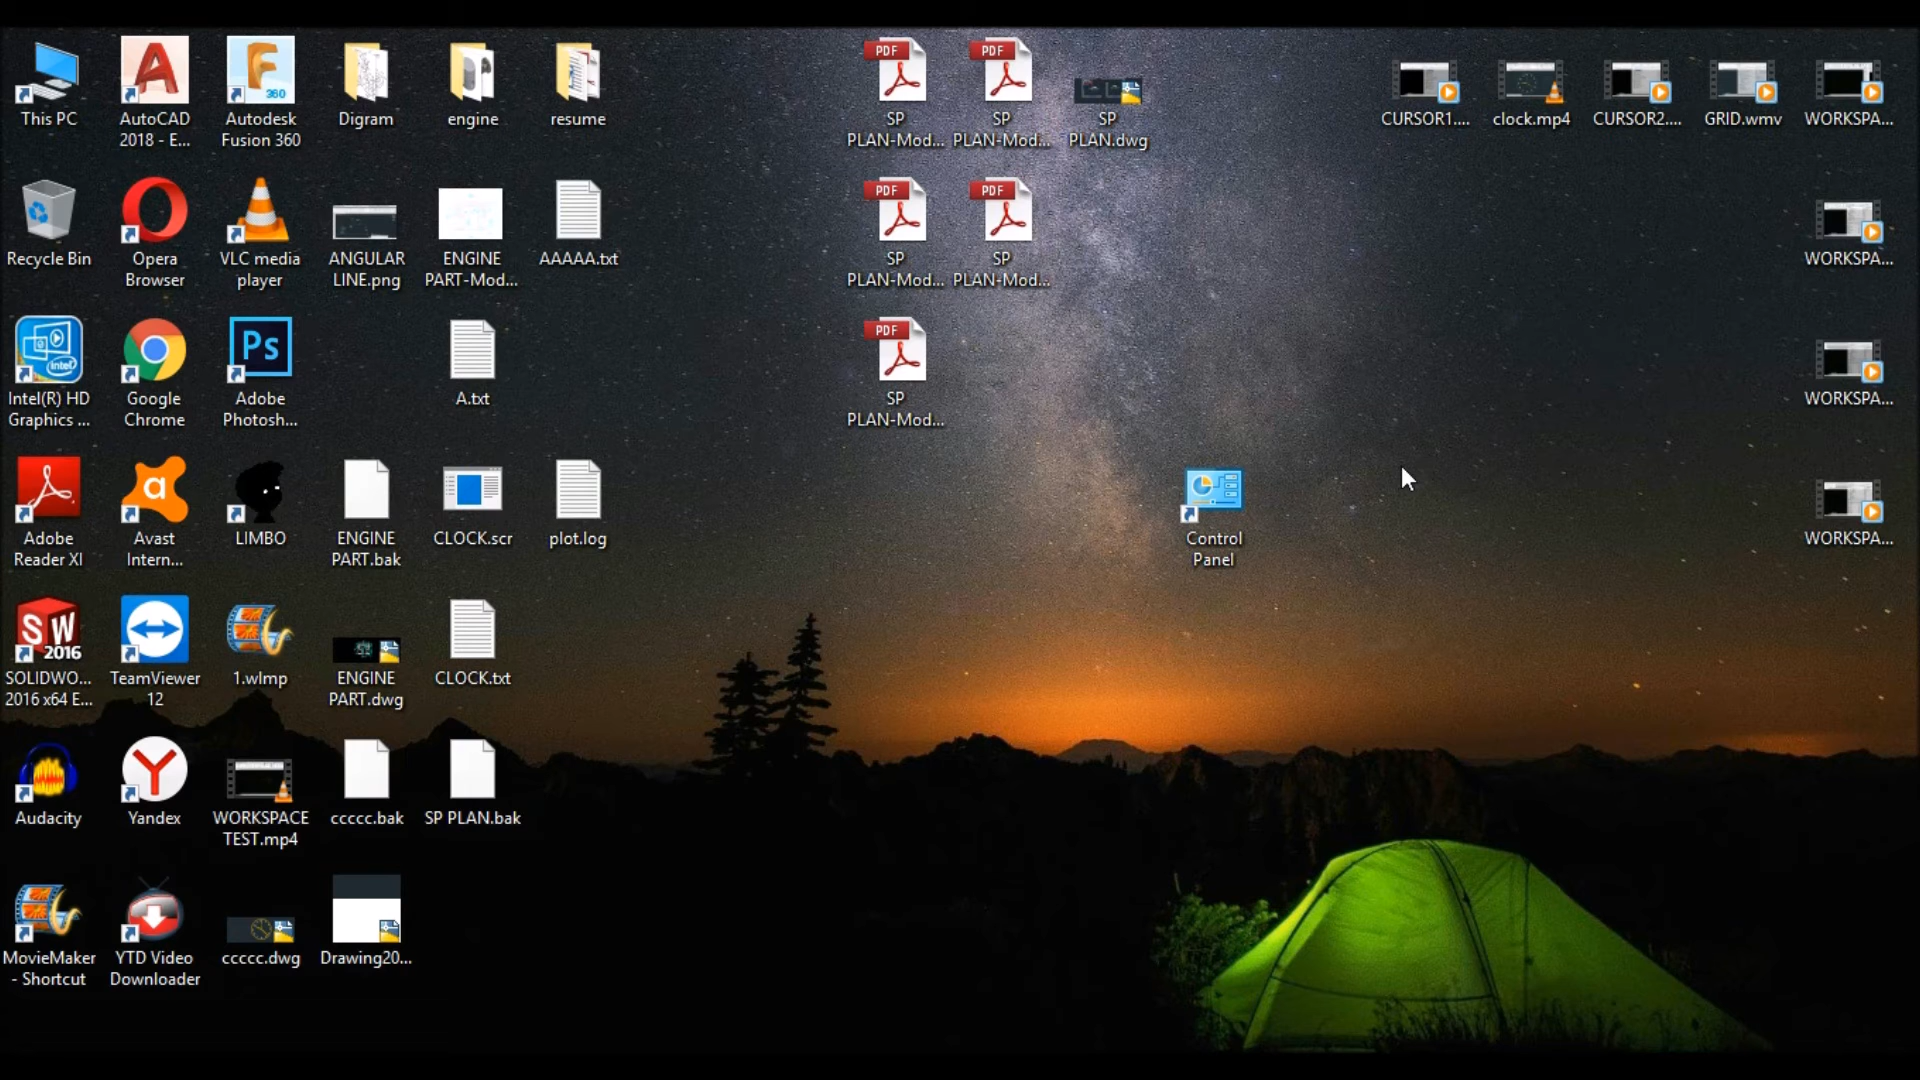 This PC
AutoCAD
2018 - E...
360
Autodesk
Fusion 360
Digram
engine
resume
PDF
SP
PLAN-Mod...
PDF
SP
PLAN-Mod...
SP
PLAN.dwg
CURSOR1....
clock.mp4
CURSOR2....
GRID.wmv
WORKSPA...
Recycle Bin
Opera
Browser
VLC media
player
ANGULAR
LINE.png
ENGINE
PART-Mod...
AAAAA.txt
PDF
SP
PLAN-Mod...
PDF
SP
PLAN-Mod...
WORKSPA...
intel
Intel(R) HD
Graphics ...
Google
Chrome
Ps
Adobe
Photosh...
A.txt
PDF
SP
PLAN-Mod...
WORKSPA...
Adobe
Reader XI
a
Avast
Intern...
LIMBO
ENGINE
PART.bak
CLOCK.scr
plot.log
Control
Panel
WORKSPA...
SW
2016
SOLIDWO...
2016 x64 E...
TeamViewer
12
1.wlmp
ENGINE
PART.dwg
CLOCK.txt
Audacity
Y
Yandex
WORKSPACE
TEST.mp4
ccccc.bak
SP PLAN.bak
MovieMaker
- Shortcut
YTD Video
Downloader
ccccc.dwg
Drawing20...